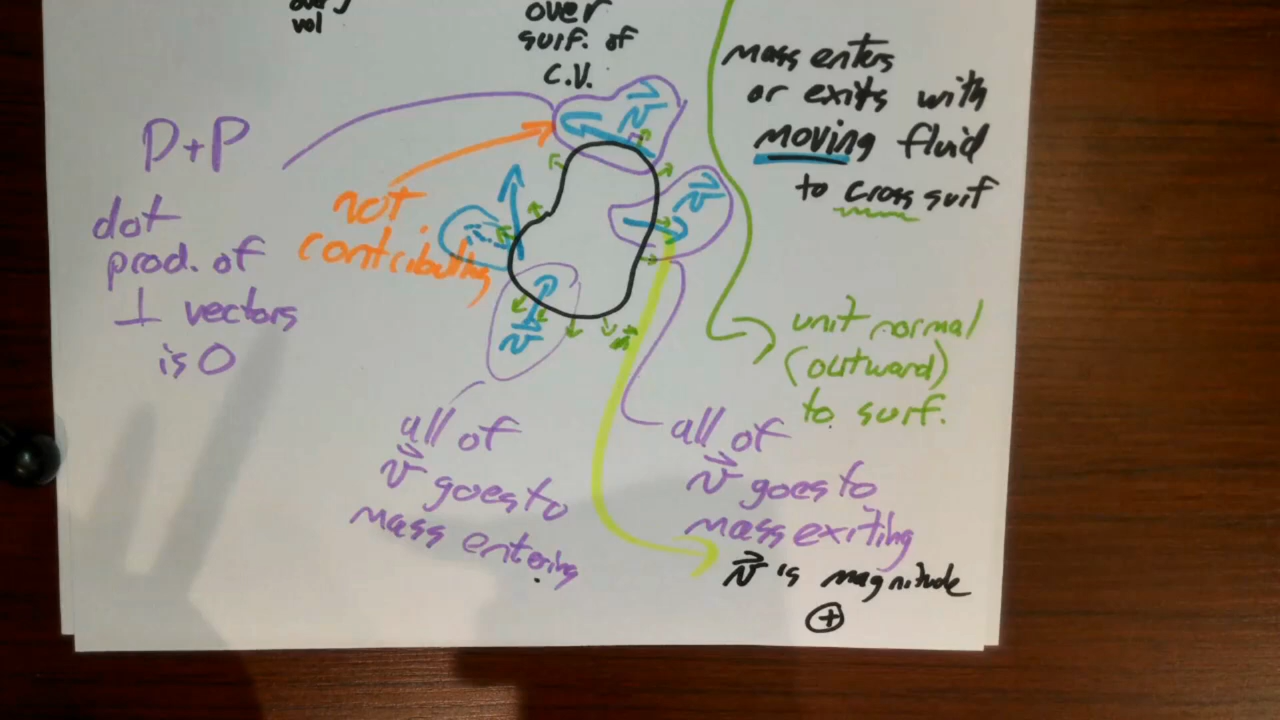 vol
over
surf. of
C.V.
mass enters
or exits with
moving fluid
to cross surf
P+P
dot
prod. of
⊥ vectors
is 0
not
contributing
v
v
v
n
unit normal
(outward)
to surf.
all of
v goes to
mass entering
all of
v goes to
mass exiting
v is magnitude
+